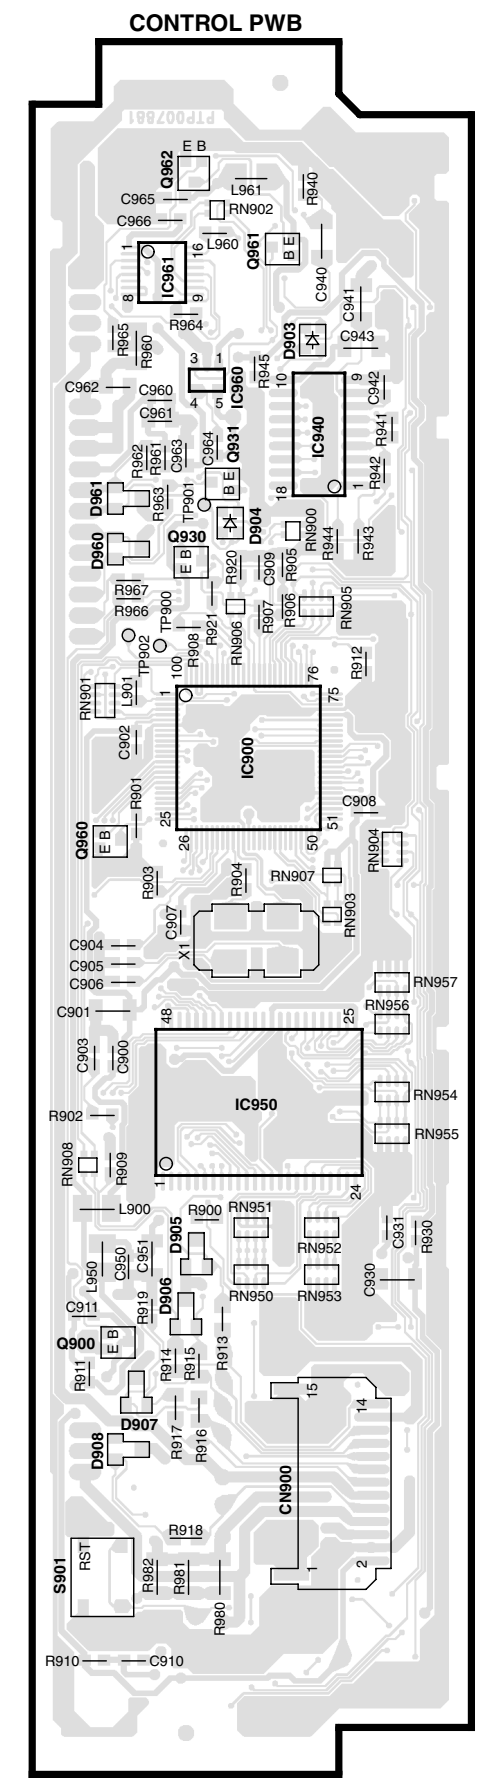 CONTROL PWB
PTP007881
E B
Q962
L961
R940
C965
RN902
C966
L960
Q961
B E
C940
1
16
IC961
8
9
C941
R964
R965
R960
D903
C943
3
1
R945
IC960
10
9
C942
C962
C960
C961
4
5
Q931
IC940
R941
R962
R961
C963
C964
R942
D961
R963
TP901
B E
18
1
D904
RN900
R944
R943
D960
Q930
E B
R920
C909
R905
R967
R966
TP900
R921
RN906
R907
R906
RN905
TP902
R908
R912
100
76
RN901
L901
1
75
C902
IC900
R901
C908
25
51
Q960
E B
26
50
RN904
R903
R904
RN907
C907
RN903
X1
C904
C905
C906
RN957
C901
48
25
RN956
C903
C900
IC950
RN954
R902
RN955
RN908
R909
1
24
L900
R900
RN951
D905
RN952
C931
R930
L950
C950
C951
RN950
RN953
C930
D906
C911
R919
Q900
E B
R913
R911
R914
R915
D907
15
14
R917
R916
D908
CN900
R918
S901
RST
R982
R981
R980
1
2
R910
C910